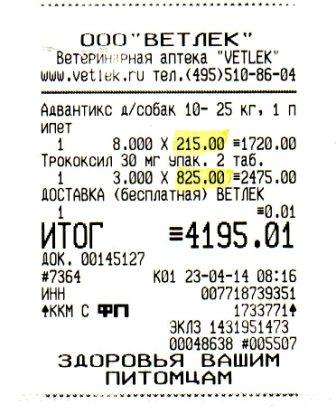 ООО "ВЕТЛЕК"
Ветеринарная аптека "VETLEK"
www.vetlek.ru тел.(495)510-86-04
Адвантикс д/собак 10- 25 кг, 1 п
ипет
1 8.000 X 215.00 ≡1720.00
Трококсил 30 мг упак. 2 таб.
1 3.000 X 825.00 ≡2475.00
ДОСТАВКА (бесплатная) ВЕТЛЕК
1 ≡0.01
ИТОГ ≡4195.01
ДОК. 00145127
#7364 К01 23-04-14 08:16
ИНН 007718739351
ККМ С ФП 1733771
ЭКЛЗ 1431951473
00048638 #005507
ЗДОРОВЬЯ ВАШИМ
ПИТОМЦАМ